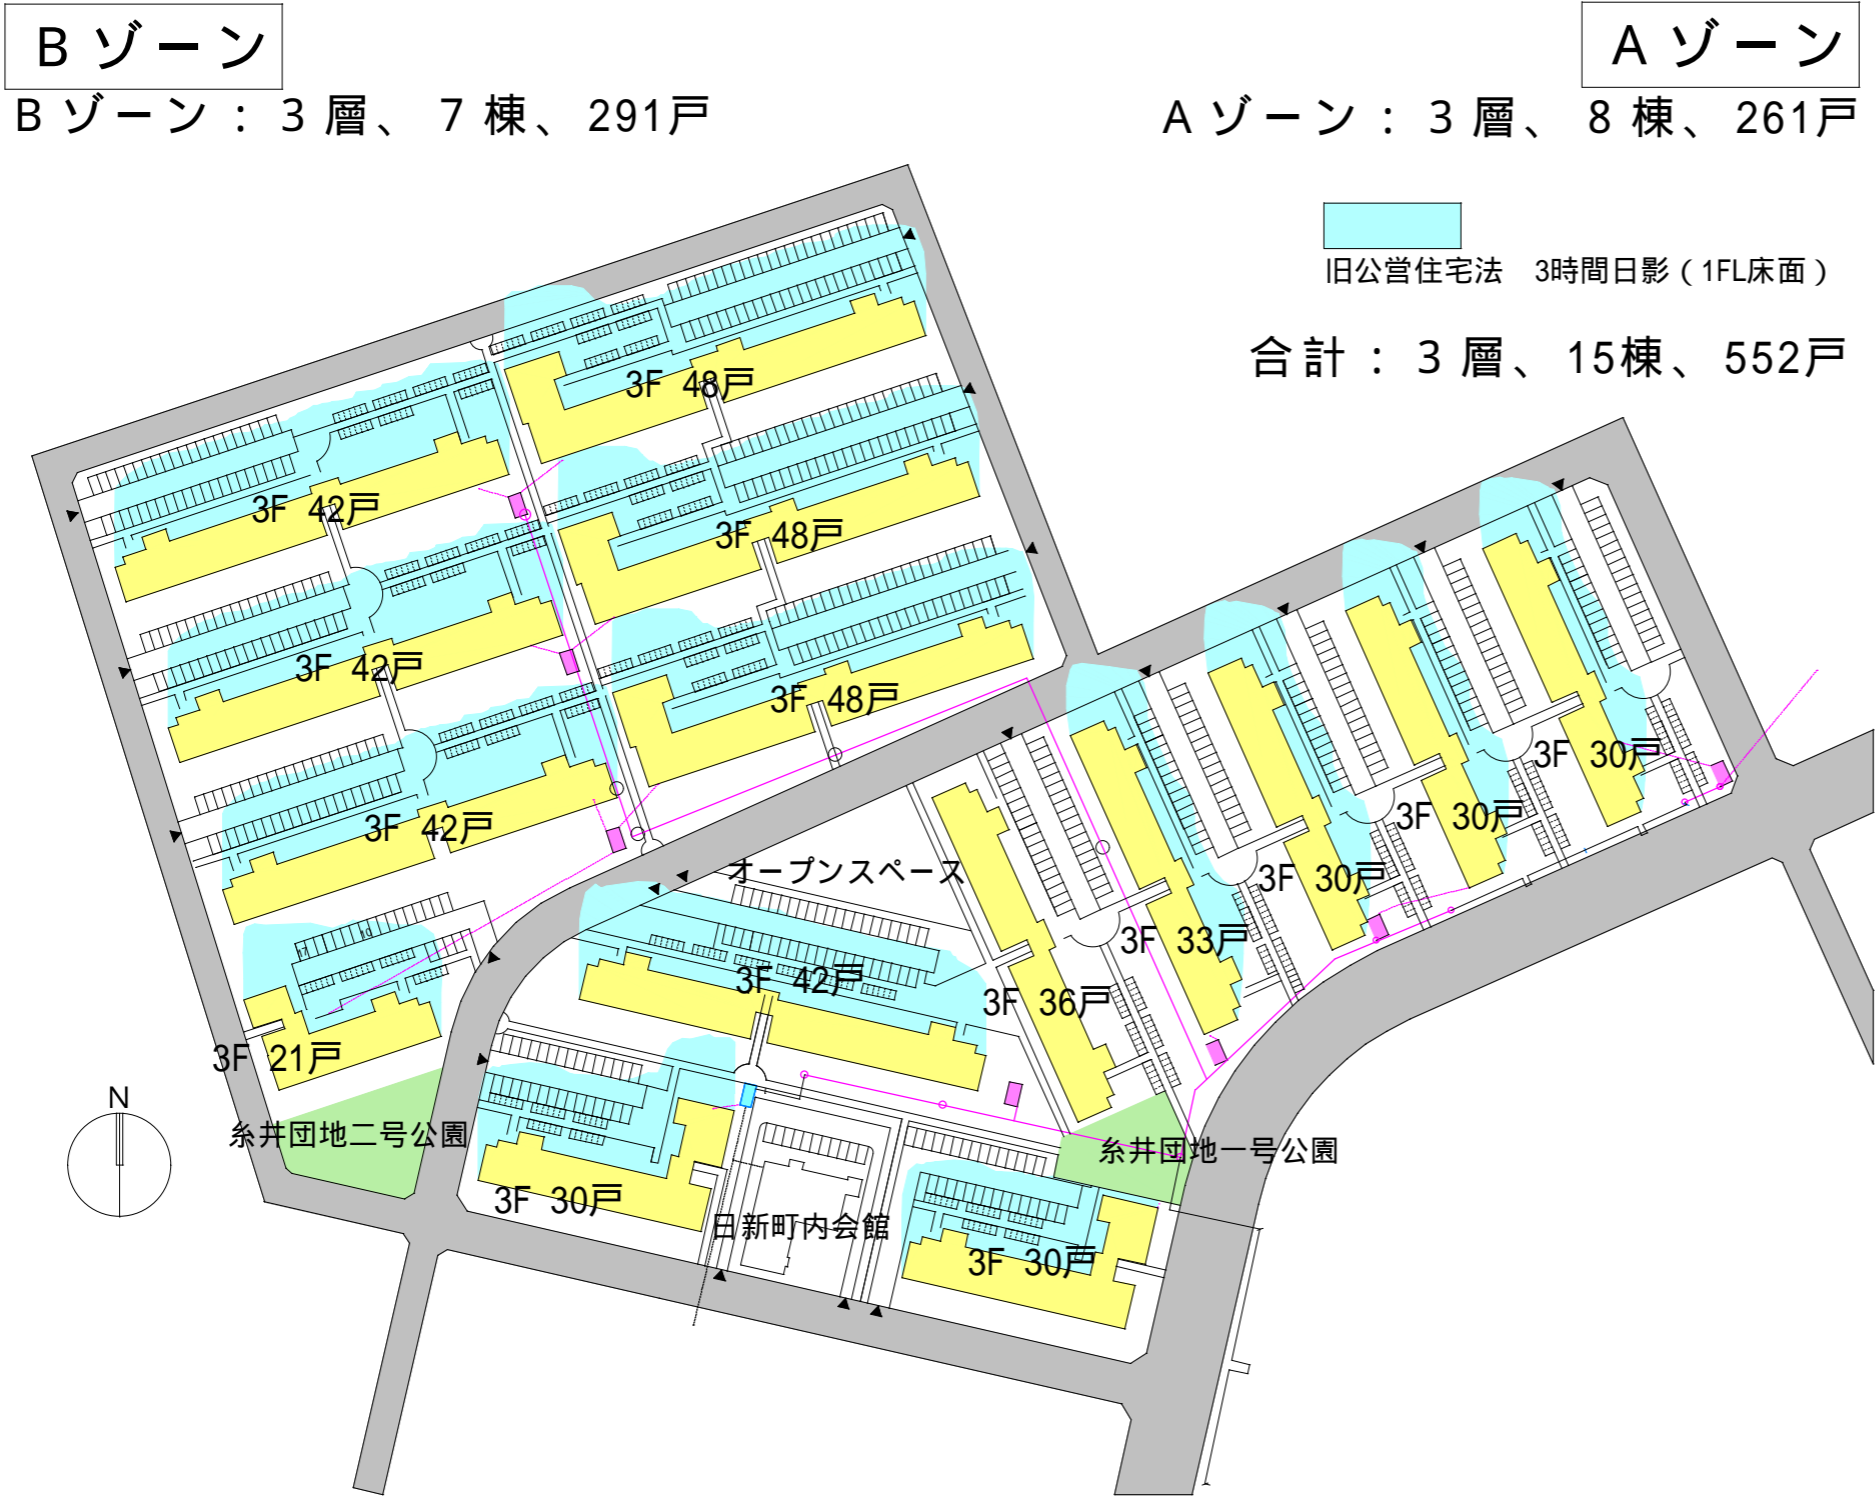 B ゾーン
A ゾーン
B ゾーン : 3 層、 7 棟、 291戸
A ゾーン : 3 層、 8 棟、 261戸
旧公営住宅法 3時間日影 ( 1FL床面 )
合計 : 3 層、 15棟、 552戸
3F 48戸
3F 42戸
3F 48戸
3F 42戸
3F 48戸
3F 42戸
3F 30戸
3F 30戸
3F 30戸
オープンスペース
3F 33戸
3F 42戸
3F 36戸
17
10
3F 21戸
N
糸井団地二号公園
糸井団地一号公園
3F 30戸
日新町内会館
3F 30戸